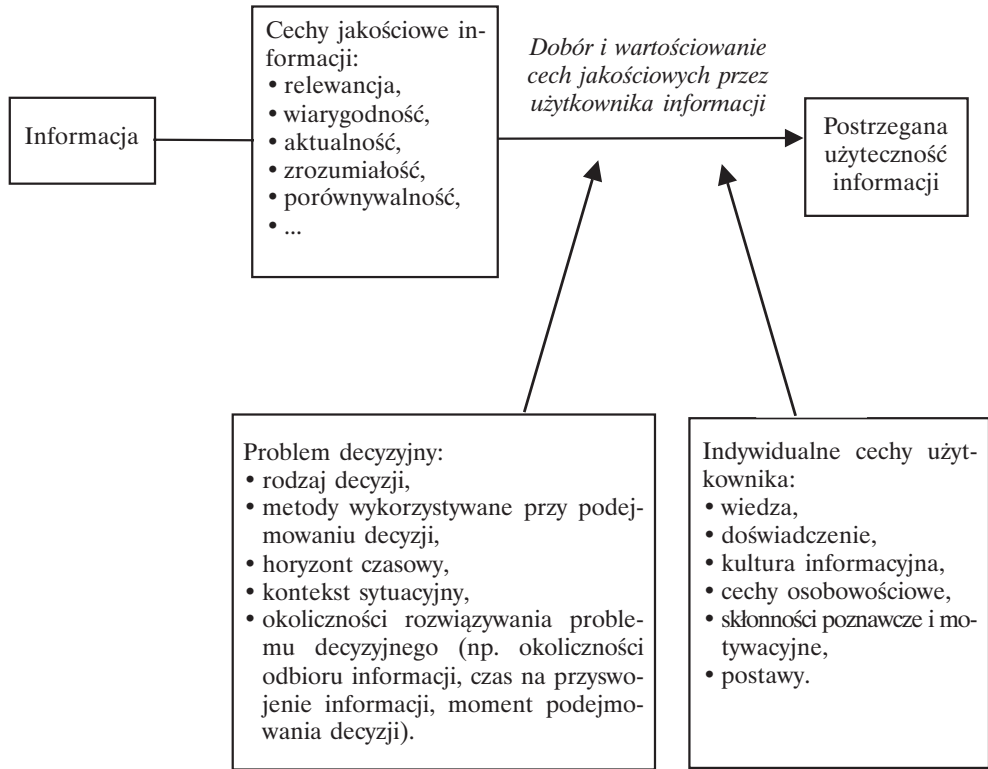 Informacja
Cechy jakościowe in-
formacji:
• relewancja,
• wiarygodność,
• aktualność,
• zrozumiałość,
• porównywalność,
• ...
Dobór i wartościowanie
cech jakościowych przez
użytkownika informacji
Postrzegana
użyteczność
informacji
Problem decyzyjny:
• rodzaj decyzji,
• metody wykorzystywane przy podej-
mowaniu decyzji,
• horyzont czasowy,
• kontekst sytuacyjny,
• okoliczności rozwiązywania proble-
mu decyzyjnego (np. okoliczności
odbioru informacji, czas na przyswo-
jenie informacji, moment podejmo-
wania decyzji).
Indywidualne cechy użyt-
kownika:
• wiedza,
• doświadczenie,
• kultura informacyjna,
• cechy osobowościowe,
• skłonności poznawcze i mo-
tywacyjne,
• postawy.